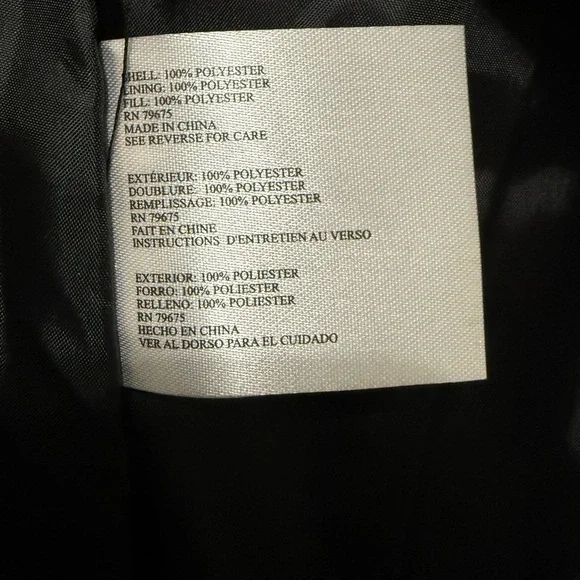 SHELL: 100% POLYESTER
LINING: 100% POLYESTER
FILL: 100% POLYESTER
RN 79675
MADE IN CHINA
SEE REVERSE FOR CARE
EXTÉRIEUR: 100% POLYESTER
DOUBLURE: 100% POLYESTER
REMPLISSAGE: 100% POLYESTER
RN 79675
FAIT EN CHINE
INSTRUCTIONS D'ENTRETIEN AU VERSO
EXTERIOR: 100% POLIESTER
FORRO: 100% POLIESTER
RELLENO: 100% POLIESTER
RN 79675
HECHO EN CHINA
VER AL DORSO PARA EL CUIDADO